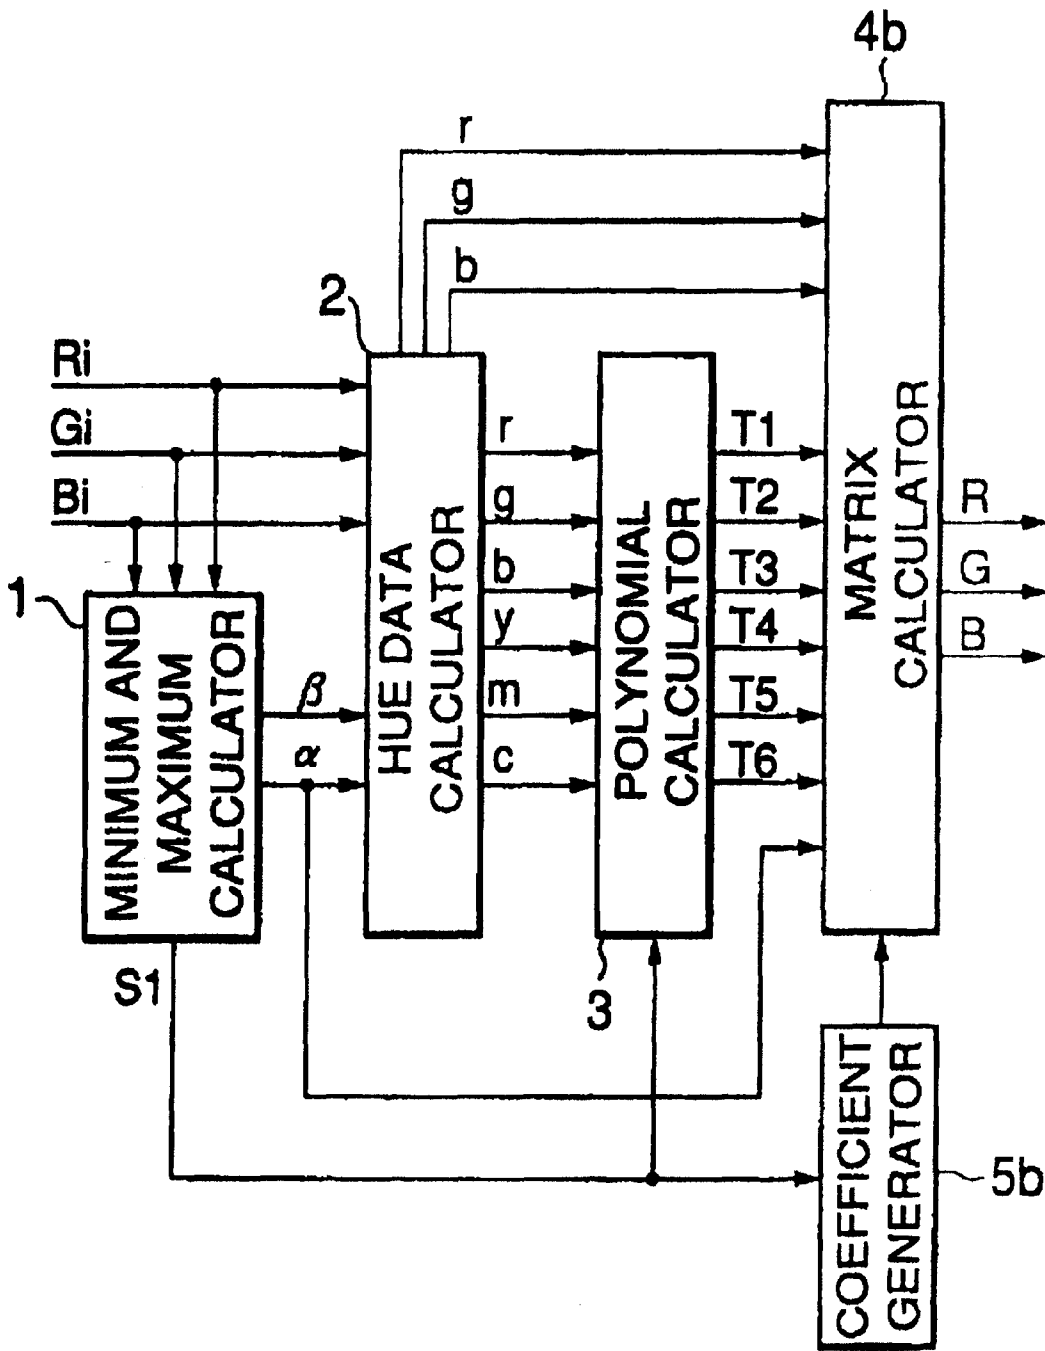 4b
r
g
b
2
Ri
Gi
Bi
1
MINIMUM AND
MAXIMUM
CALCULATOR
β
α
S1
HUE DATA
CALCULATOR
r
g
b
y
m
c
POLYNOMIAL
CALCULATOR
3
T1
T2
T3
T4
T5
T6
MATRIX
CALCULATOR
R
G
B
COEFFICIENT
GENERATOR
5b